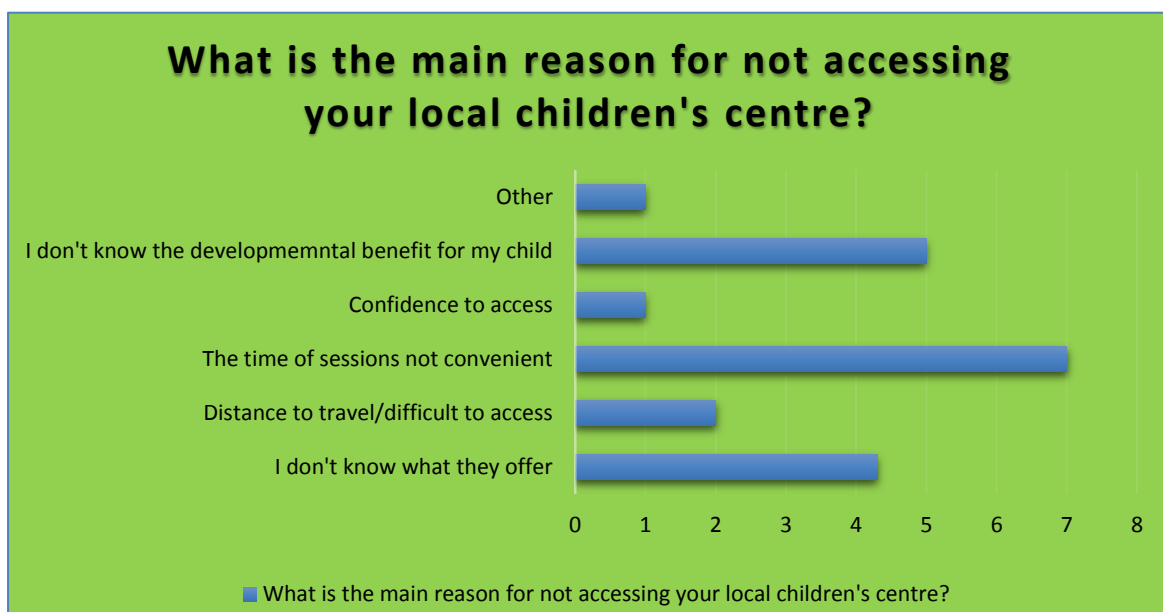 What is the main reason for not accessing
your local children's centre?
Other
I don't know the developmemntal benefit for my child
Confidence to access
The time of sessions not convenient
Distance to travel/difficult to access
I don't know what they offer
0 1 2 3 4 5 6 7 8
What is the main reason for not accessing your local children's centre?